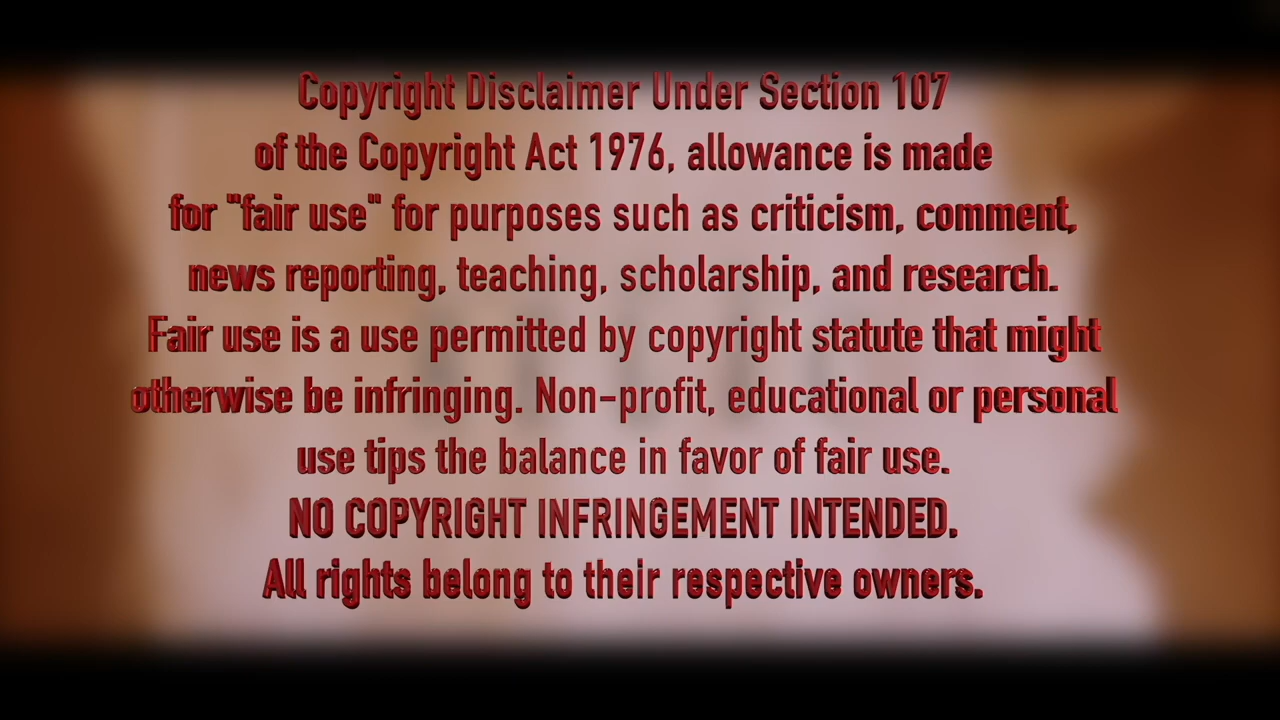 Copyright Disclaimer Under Section 107
of the Copyright Act 1976, allowance is made
for "fair use" for purposes such as criticism, comment,
news reporting, teaching, scholarship, and research.
Fair use is a use permitted by copyright statute that might
otherwise be infringing. Non-profit, educational or personal
use tips the balance in favor of fair use.
NO COPYRIGHT INFRINGEMENT INTENDED.
All rights belong to their respective owners.